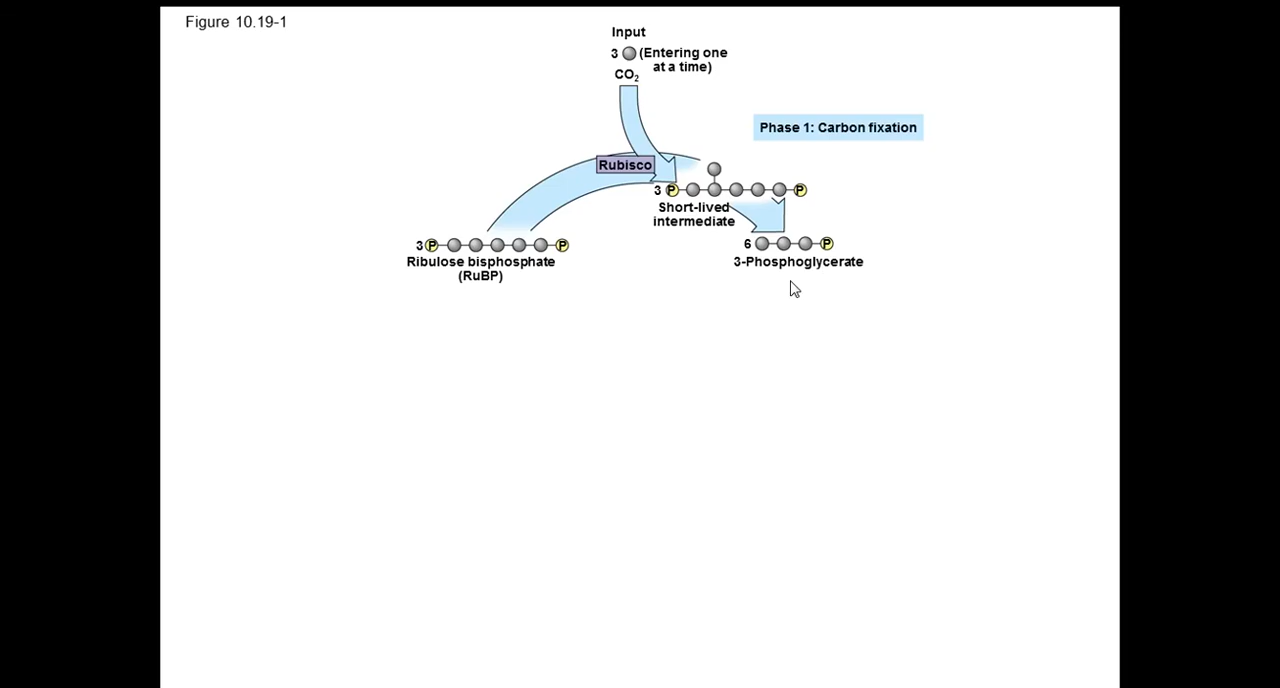 Figure 10.19-1
Input
3 (Entering one
at a time)
CO₂
Phase 1: Carbon fixation
Rubisco
3 P P
Short-lived
intermediate
3 P P
Ribulose bisphosphate
(RuBP)
6 P
3-Phosphoglycerate